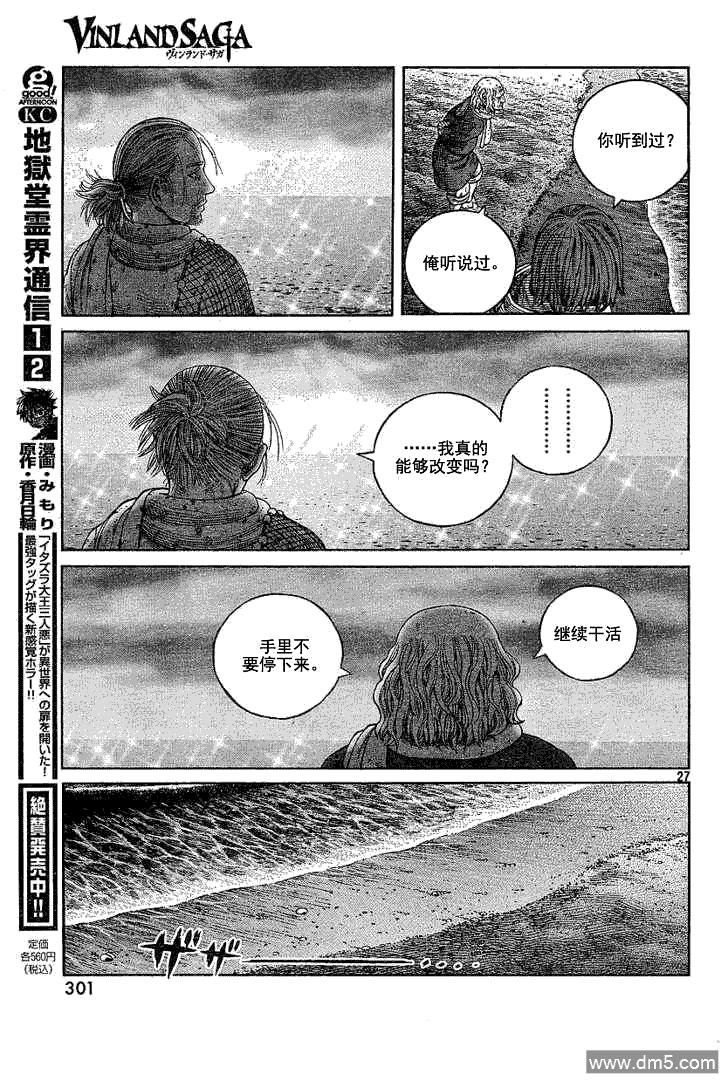 VINLAND SAGA
ヴィンランド・サガ
你听到过？
俺听说过。
………
………
……我真的
能够改变吗？
继续干活
手里不
要停下来。
27
ザザ
301
good!
AFTERNOON
KC
地獄堂霊界通信
1
2
漫画・みもり
原作・香月日輪
「イタズラ大王三人悪」が異世界への扉を開いた！
最強タッグが描く新感覚ホラー!!
絶賛発売中!!
定価
各560円
（税込）
www.dm5.com